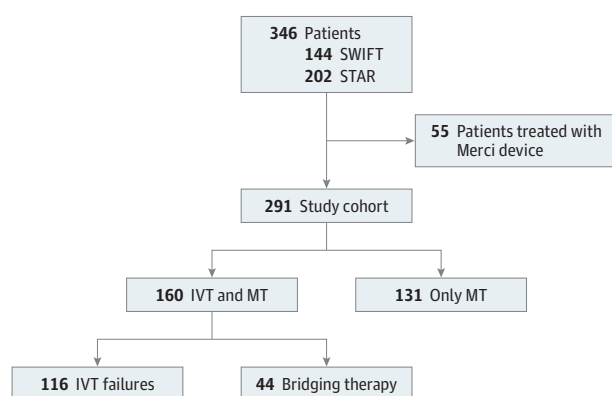 346 Patients
144 SWIFT
202 STAR
55 Patients treated with
Merci device
291 Study cohort
160 IVT and MT
131 Only MT
116 IVT failures
44 Bridging therapy